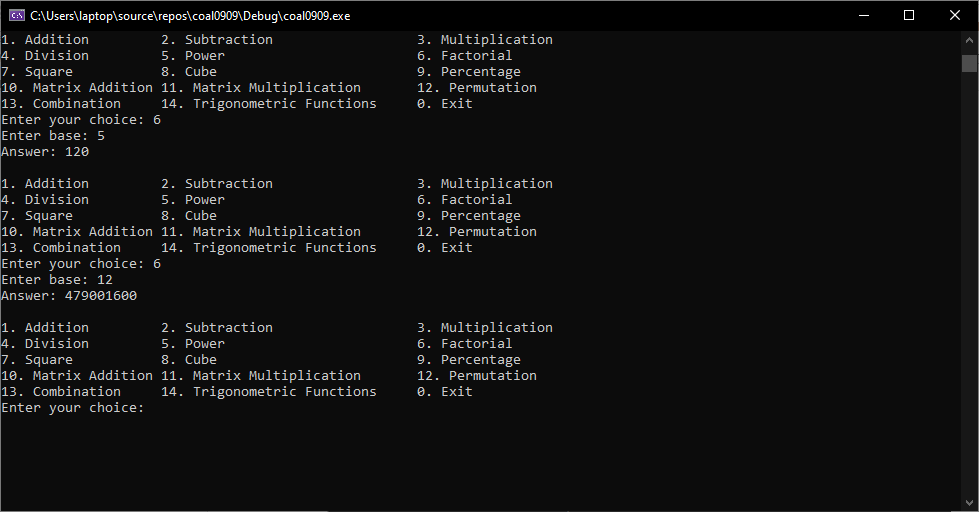 C:\Users\laptop\source\repos\coal0909\Debug\coal0909.exe
1. Addition 2. Subtraction 3. Multiplication
4. Division 5. Power 6. Factorial
7. Square 8. Cube 9. Percentage
10. Matrix Addition 11. Matrix Multiplication 12. Permutation
13. Combination 14. Trigonometric Functions 0. Exit
Enter your choice: 6
Enter base: 5
Answer: 120
1. Addition 2. Subtraction 3. Multiplication
4. Division 5. Power 6. Factorial
7. Square 8. Cube 9. Percentage
10. Matrix Addition 11. Matrix Multiplication 12. Permutation
13. Combination 14. Trigonometric Functions 0. Exit
Enter your choice: 6
Enter base: 12
Answer: 479001600
1. Addition 2. Subtraction 3. Multiplication
4. Division 5. Power 6. Factorial
7. Square 8. Cube 9. Percentage
10. Matrix Addition 11. Matrix Multiplication 12. Permutation
13. Combination 14. Trigonometric Functions 0. Exit
Enter your choice: